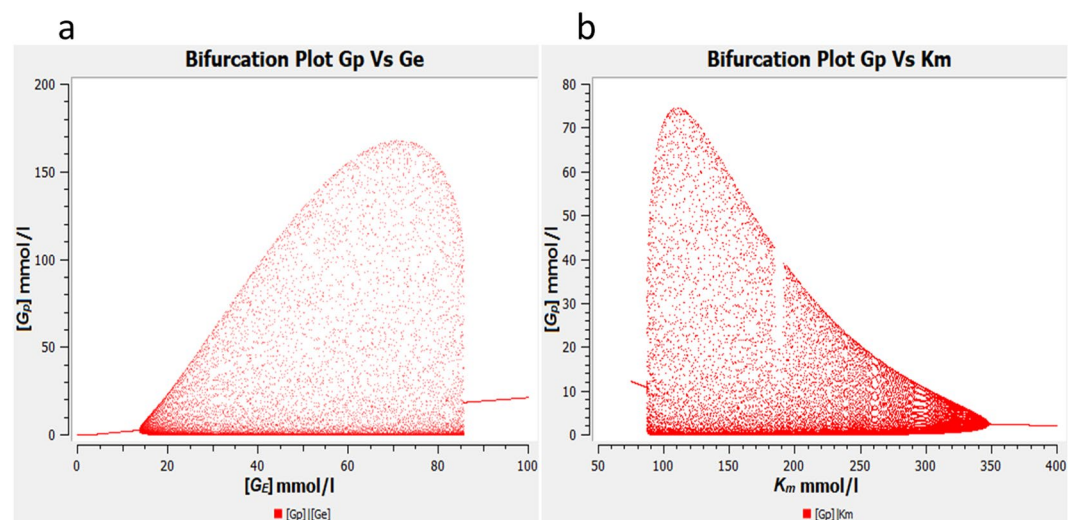 a
Bifurcation Plot Gp Vs Ge
200
150
100
50
0
[Gp] mmol/l
0 20 40 60 80 100
[GE] mmol/l
[Gp]|[Ge]
b
Bifurcation Plot Gp Vs Km
80
70
60
50
40
30
20
10
0
[Gp] mmol/l
50 100 150 200 250 300 350 400
Km mmol/l
[Gp]|Km